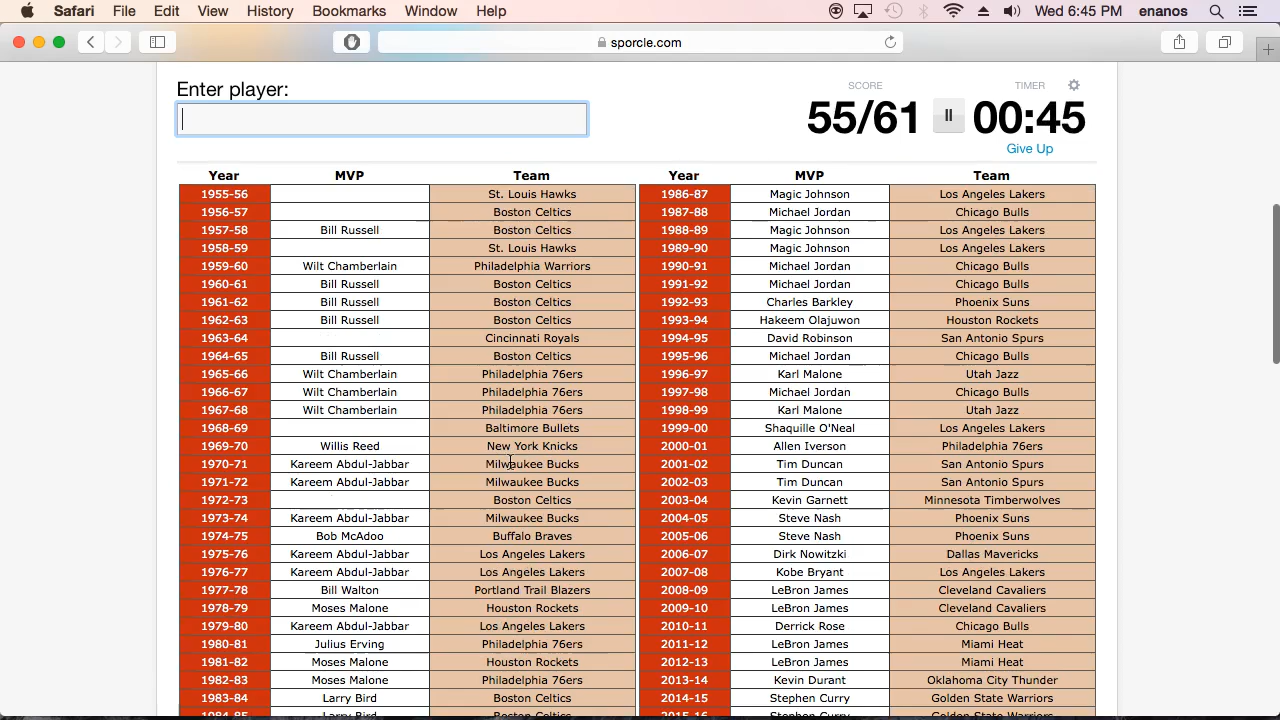 Safari File Edit View History Bookmarks Window Help Wed 6:45 PM enanos
sporcle.com
Enter player:
SCORE TIMER
55/61 00:45
Give Up
Year MVP Team Year MVP Team
1955-56 St. Louis Hawks 1986-87 Magic Johnson Los Angeles Lakers
1956-57 Boston Celtics 1987-88 Michael Jordan Chicago Bulls
1957-58 Bill Russell Boston Celtics 1988-89 Magic Johnson Los Angeles Lakers
1958-59 St. Louis Hawks 1989-90 Magic Johnson Los Angeles Lakers
1959-60 Wilt Chamberlain Philadelphia Warriors 1990-91 Michael Jordan Chicago Bulls
1960-61 Bill Russell Boston Celtics 1991-92 Michael Jordan Chicago Bulls
1961-62 Bill Russell Boston Celtics 1992-93 Charles Barkley Phoenix Suns
1962-63 Bill Russell Boston Celtics 1993-94 Hakeem Olajuwon Houston Rockets
1963-64 Cincinnati Royals 1994-95 David Robinson San Antonio Spurs
1964-65 Bill Russell Boston Celtics 1995-96 Michael Jordan Chicago Bulls
1965-66 Wilt Chamberlain Philadelphia 76ers 1996-97 Karl Malone Utah Jazz
1966-67 Wilt Chamberlain Philadelphia 76ers 1997-98 Michael Jordan Chicago Bulls
1967-68 Wilt Chamberlain Philadelphia 76ers 1998-99 Karl Malone Utah Jazz
1968-69 Baltimore Bullets 1999-00 Shaquille O'Neal Los Angeles Lakers
1969-70 Willis Reed New York Knicks 2000-01 Allen Iverson Philadelphia 76ers
1970-71 Kareem Abdul-Jabbar Milwaukee Bucks 2001-02 Tim Duncan San Antonio Spurs
1971-72 Kareem Abdul-Jabbar Milwaukee Bucks 2002-03 Tim Duncan San Antonio Spurs
1972-73 Boston Celtics 2003-04 Kevin Garnett Minnesota Timberwolves
1973-74 Kareem Abdul-Jabbar Milwaukee Bucks 2004-05 Steve Nash Phoenix Suns
1974-75 Bob McAdoo Buffalo Braves 2005-06 Steve Nash Phoenix Suns
1975-76 Kareem Abdul-Jabbar Los Angeles Lakers 2006-07 Dirk Nowitzki Dallas Mavericks
1976-77 Kareem Abdul-Jabbar Los Angeles Lakers 2007-08 Kobe Bryant Los Angeles Lakers
1977-78 Bill Walton Portland Trail Blazers 2008-09 LeBron James Cleveland Cavaliers
1978-79 Moses Malone Houston Rockets 2009-10 LeBron James Cleveland Cavaliers
1979-80 Kareem Abdul-Jabbar Los Angeles Lakers 2010-11 Derrick Rose Chicago Bulls
1980-81 Julius Erving Philadelphia 76ers 2011-12 LeBron James Miami Heat
1981-82 Moses Malone Houston Rockets 2012-13 LeBron James Miami Heat
1982-83 Moses Malone Philadelphia 76ers 2013-14 Kevin Durant Oklahoma City Thunder
1983-84 Larry Bird Boston Celtics 2014-15 Stephen Curry Golden State Warriors
1984-85 Larry Bird Boston Celtics 2015-16 Stephen Curry Golden State Warriors